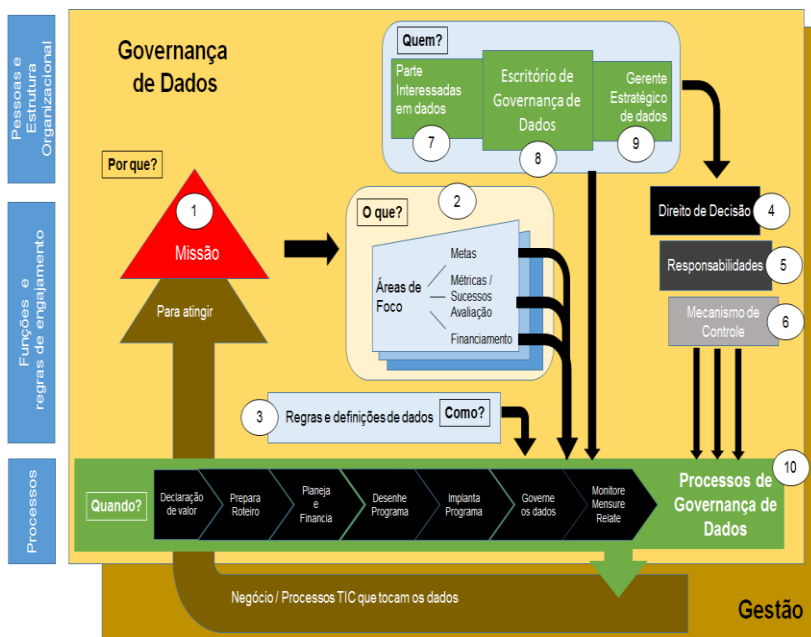 Pessoas e
Estrutura
Organizacional
Funções e
regras de engajamento
Processos
Governança
de Dados
Quem?
Parte
Interessadas
em dados
7
Escritório de
Governança de
Dados
8
Gerente
Estratégico
de dados
9
Por que?
1
Missão
Para atingir
2
O que?
Áreas de
Foco
Metas
Métricas /
Sucessos
Avaliação
Financiamento
Direito de Decisão
4
Responsabilidades
5
Mecanismo de
Controle
6
3
Regras e definições de dados
Como?
Quando?
Declaração
de valor
Prepara
Roteiro
Planeja
e
Financia
Desenhe
Programa
Implanta
Programa
Governe
os dados
Monitore
Mensure
Relate
Processos de
Governança de
Dados
10
Negócio / Processos TIC que tocam os dados
Gestão